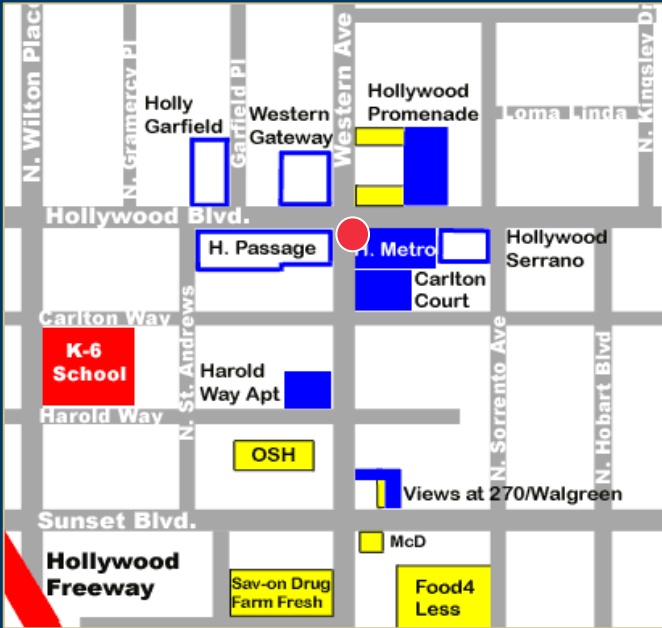 N. Wilton Place
N. Gramercy Pl
Garfield Pl
Western Ave
N. Kingsley Dr
Holly
Garfield
Western
Gateway
Hollywood
Promenade
Loma Linda
Hollywood Blvd.
H. Passage
H. Metro
Hollywood
Serrano
Carlton
Court
Carlton Way
K-6
School
N. St. Andrews
Harold
Way Apt
Harold Way
N. Sorrento Ave
N. Hobart Blvd
OSH
Views at 270/Walgreen
Sunset Blvd.
McD
Hollywood
Freeway
Sav-on Drug
Farm Fresh
Food4
Less